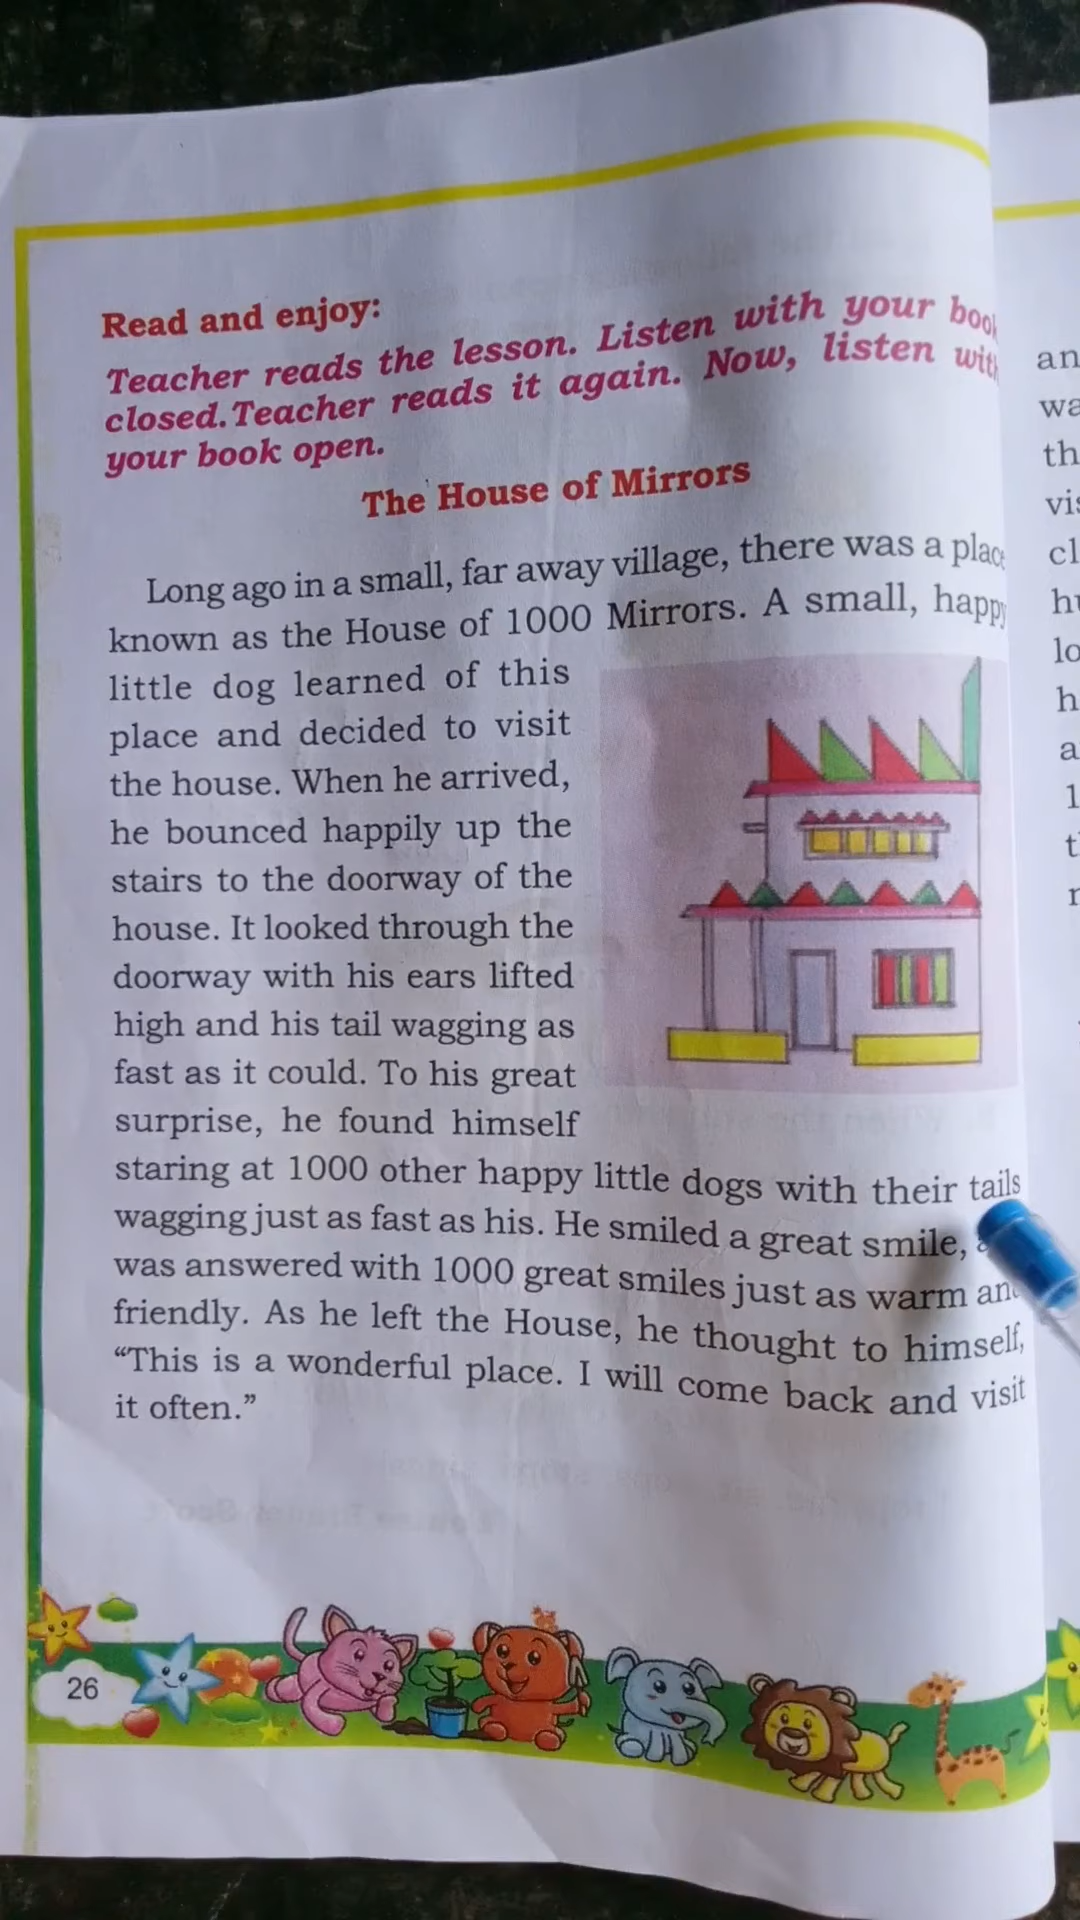 Read and enjoy:
Teacher reads the lesson. Listen with your
closed. Teacher reads it again. Now, listen
your book open.
The House of Mirrors
Long ago in a small, far away village, there was a
known as the House of 1000 Mirrors. A small, happy
little dog learned of this
place and decided to visit
the house. When he arrived,
he bounced happily up the
stairs to the doorway of the
house. It looked through the
doorway with his ears lifted
high and his tail wagging as
fast as it could. To his great
surprise, he found himself
staring at 1000 other happy little dogs with their tails
wagging just as fast as his. He smiled a great smile,
was answered with 1000 great smiles just as warm
friendly. As he left the House, he thought to himself,
“This is a wonderful place. I will come back and visit
it often.”
26